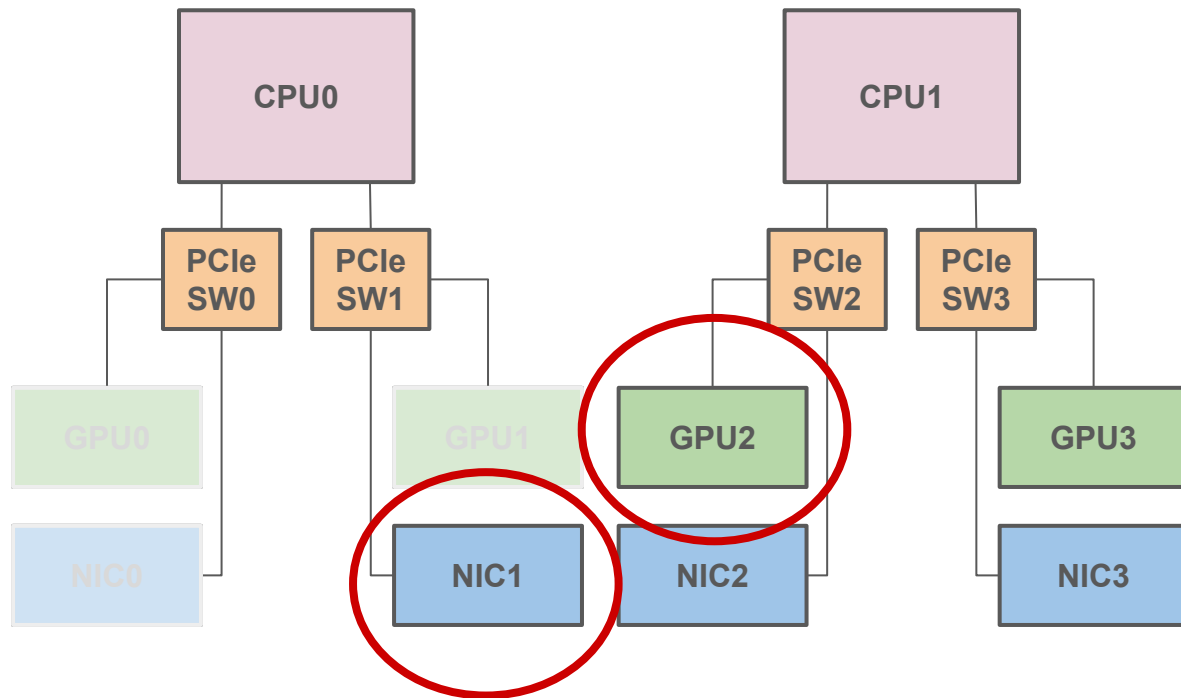 CPU0
CPU1
PCIe
SW0
PCIe
SW1
PCIe
SW2
PCIe
SW3
GPU0
GPU1
GPU2
GPU3
NIC0
NIC1
NIC2
NIC3